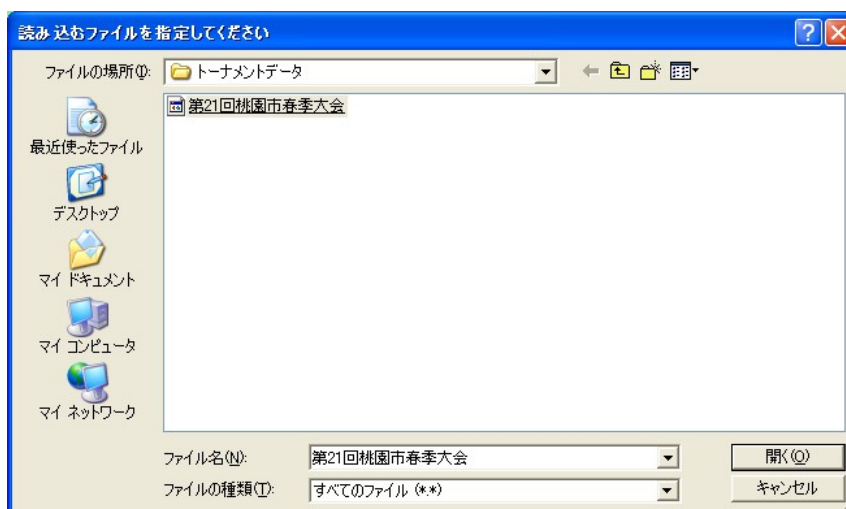 読み込むファイルを指定してください
ファイルの場所(I):
トーナメントデータ
第21回桃園市春季大会
最近使ったファイル
デスクトップ
マイ ドキュメント
マイ コンピュータ
マイ ネットワーク
ファイル名(N):
第21回桃園市春季大会
開く(O)
ファイルの種類(T):
すべてのファイル (*.*)
キャンセル